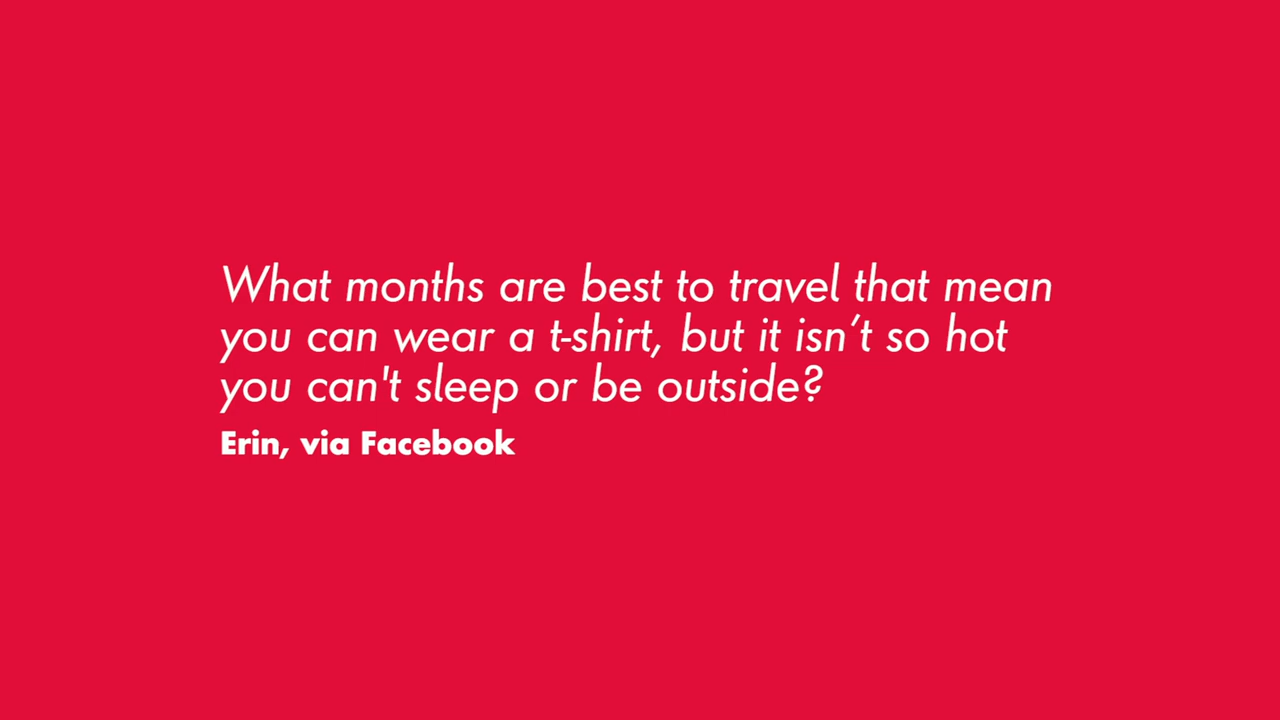 What months are best to travel that mean
you can wear a t-shirt, but it isn’t so hot
you can't sleep or be outside?
Erin, via Facebook